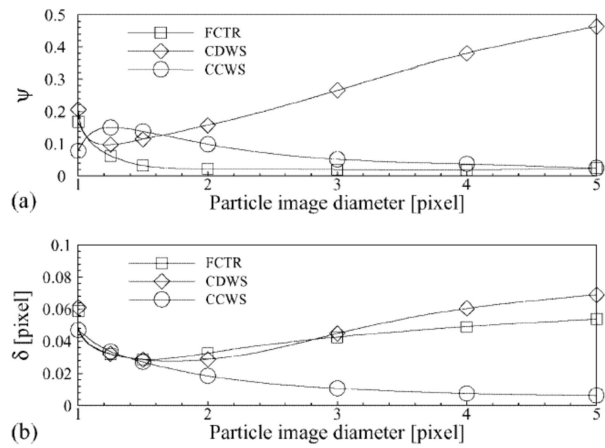 0.5
FCTR
CDWS
0.4
CCWS
0.3
ψ
0.2
0.1
0
1 2 3 4 5
(a) Particle image diameter [pixel]
0.1
FCTR
0.08
CDWS
CCWS
0.06
δ [pixel]
0.04
0.02
0
1 2 3 4 5
(b) Particle image diameter [pixel]